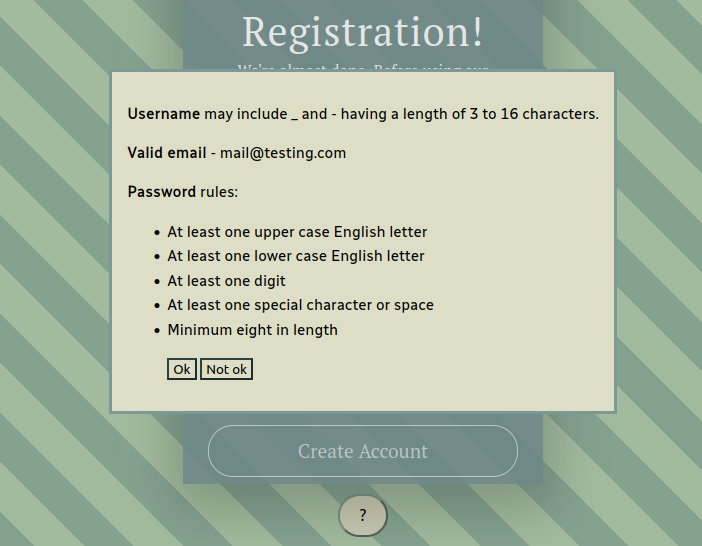 Registration!
We're almost done. Before using our
Username may include _ and - having a length of 3 to 16 characters.
Valid email - mail@testing.com
Password rules:
• At least one upper case English letter
• At least one lower case English letter
• At least one digit
• At least one special character or space
• Minimum eight in length
Ok Not ok
Create Account
?